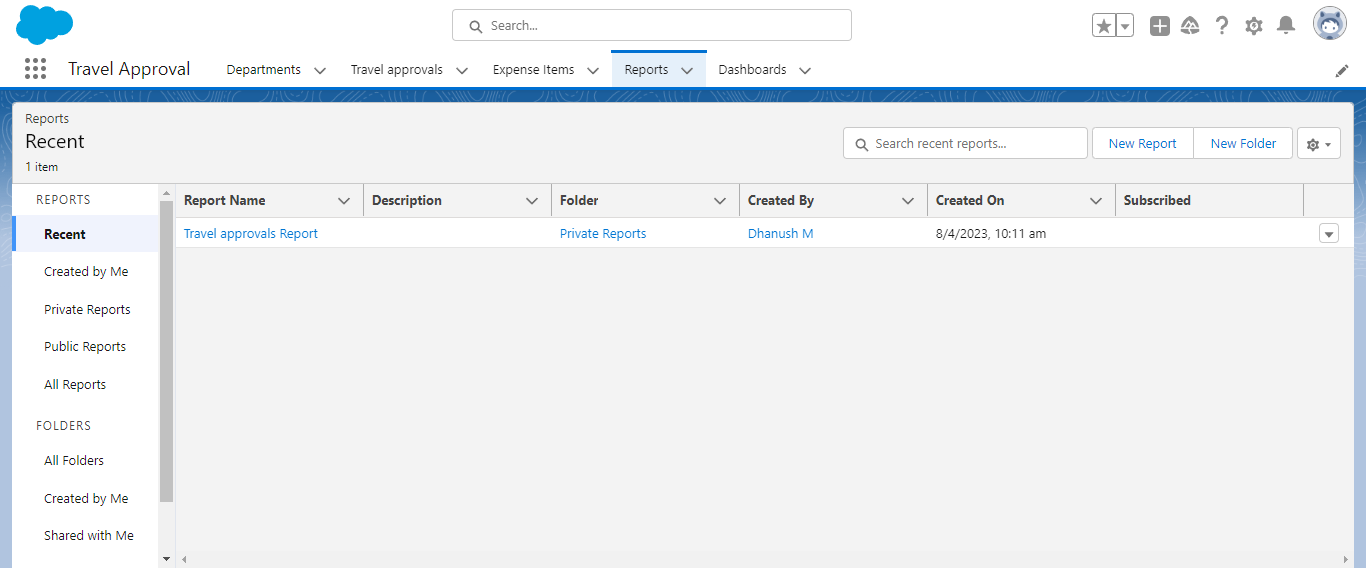 Search...
Travel Approval Departments Travel approvals Expense Items Reports Dashboards
Reports
Recent
1 item
Search recent reports...
New Report New Folder
REPORTS
Recent
Created by Me
Private Reports
Public Reports
All Reports
FOLDERS
All Folders
Created by Me
Shared with Me
Report Name Description Folder Created By Created On Subscribed
Travel approvals Report Private Reports Dhanush M 8/4/2023, 10:11 am